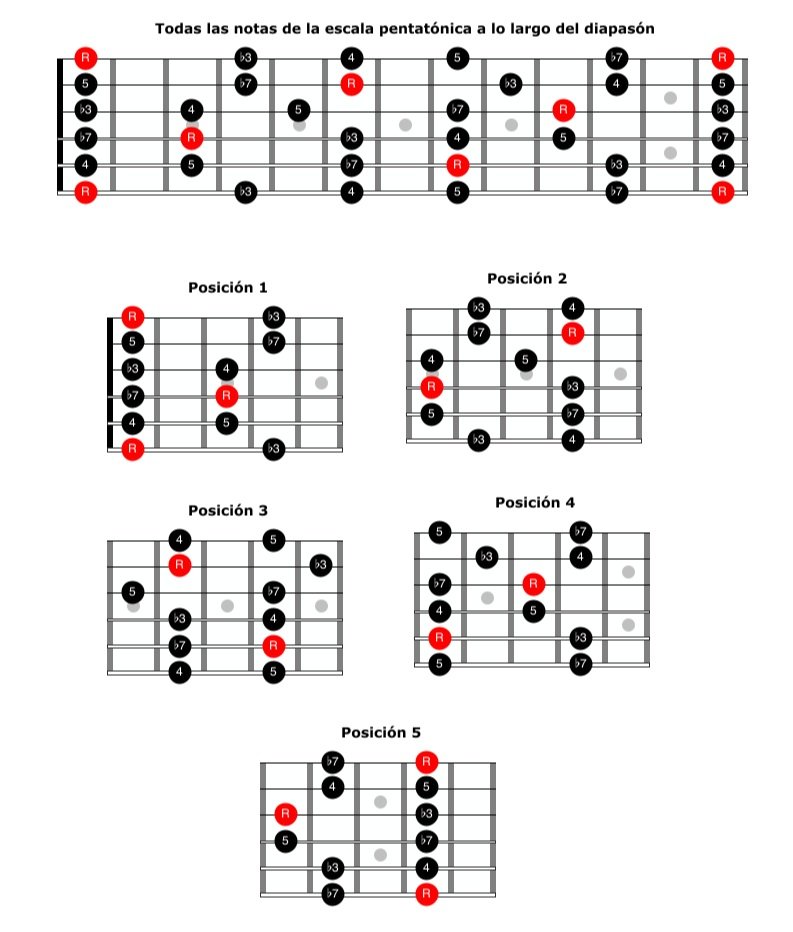 Todas las notas de la escala pentatónica a lo largo del diapasón
R ♭3 4 5 ♭7 R
5 ♭7 R ♭3 4 5
♭3 4 5 ♭7 R ♭3
♭7 R ♭3 4 5 ♭7
4 5 ♭7 R ♭3 4
R ♭3 4 5 ♭7 R
Posición 1
R ♭3
5 ♭7
♭3 4
♭7 R
4 5
R ♭3
Posición 2
♭3 4
♭7 R
4 5
R ♭3
5 ♭7
♭3 4
Posición 3
4 5
R ♭3
5 ♭7
♭3 4
♭7 R
4 5
Posición 4
5 ♭7
♭3 4
♭7 R
4 5
R ♭3
5 ♭7
Posición 5
♭7 R
4 5
R ♭3
5 ♭7
♭3 4
♭7 R